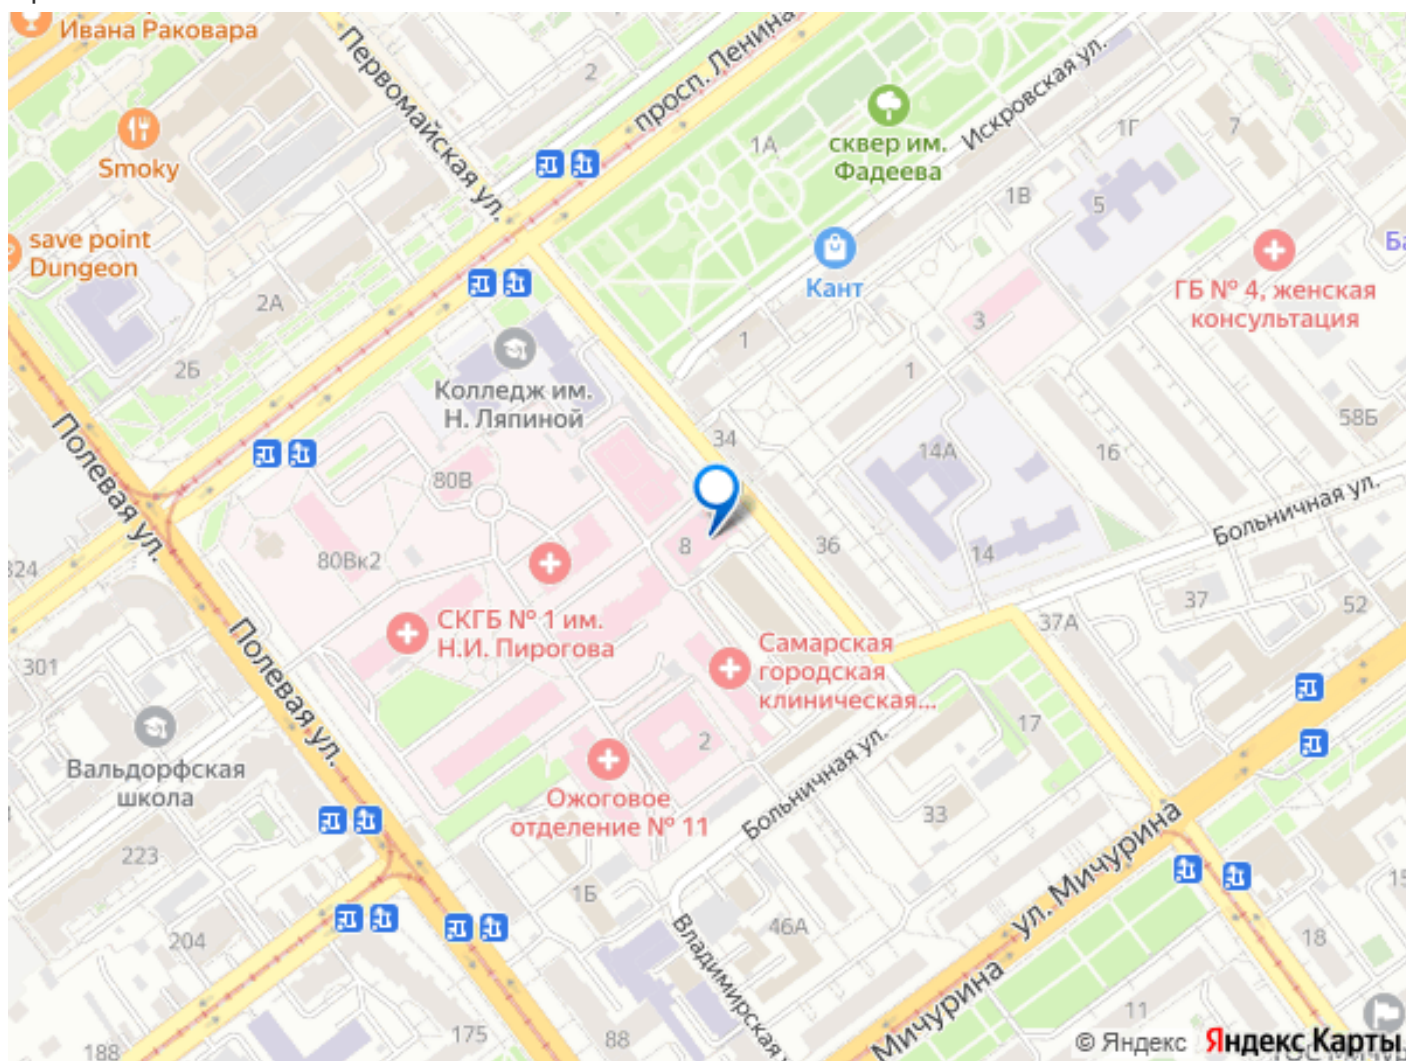 Ивана Раковара
Первомайская ул.
2
просп. Ленина
Искровская ул.
Smoky
1А
сквер им.
Фадеева
1Г
7
5
1В
save point
Dungeon
Кант
ГБ № 4, женская
консультация
2А
3
1
2Б
1
Колледж им.
Н. Ляпиной
58Б
Полевая ул.
34
14А
16
80В
Больничная ул.
8
36
14
324
80Вк2
37
52
37А
СКГБ № 1 им.
Н.И. Пирогова
Самарская
городская
клиническая...
301
Полевая ул.
17
2
Вальдорфская
школа
Больничная ул.
Ожоговое
отделение № 11
33
223
ул. Мичурина
1Б
46А
204
Владимирская
18
Мичурина
11
175
88
188
© Яндекс Яндекс Карты